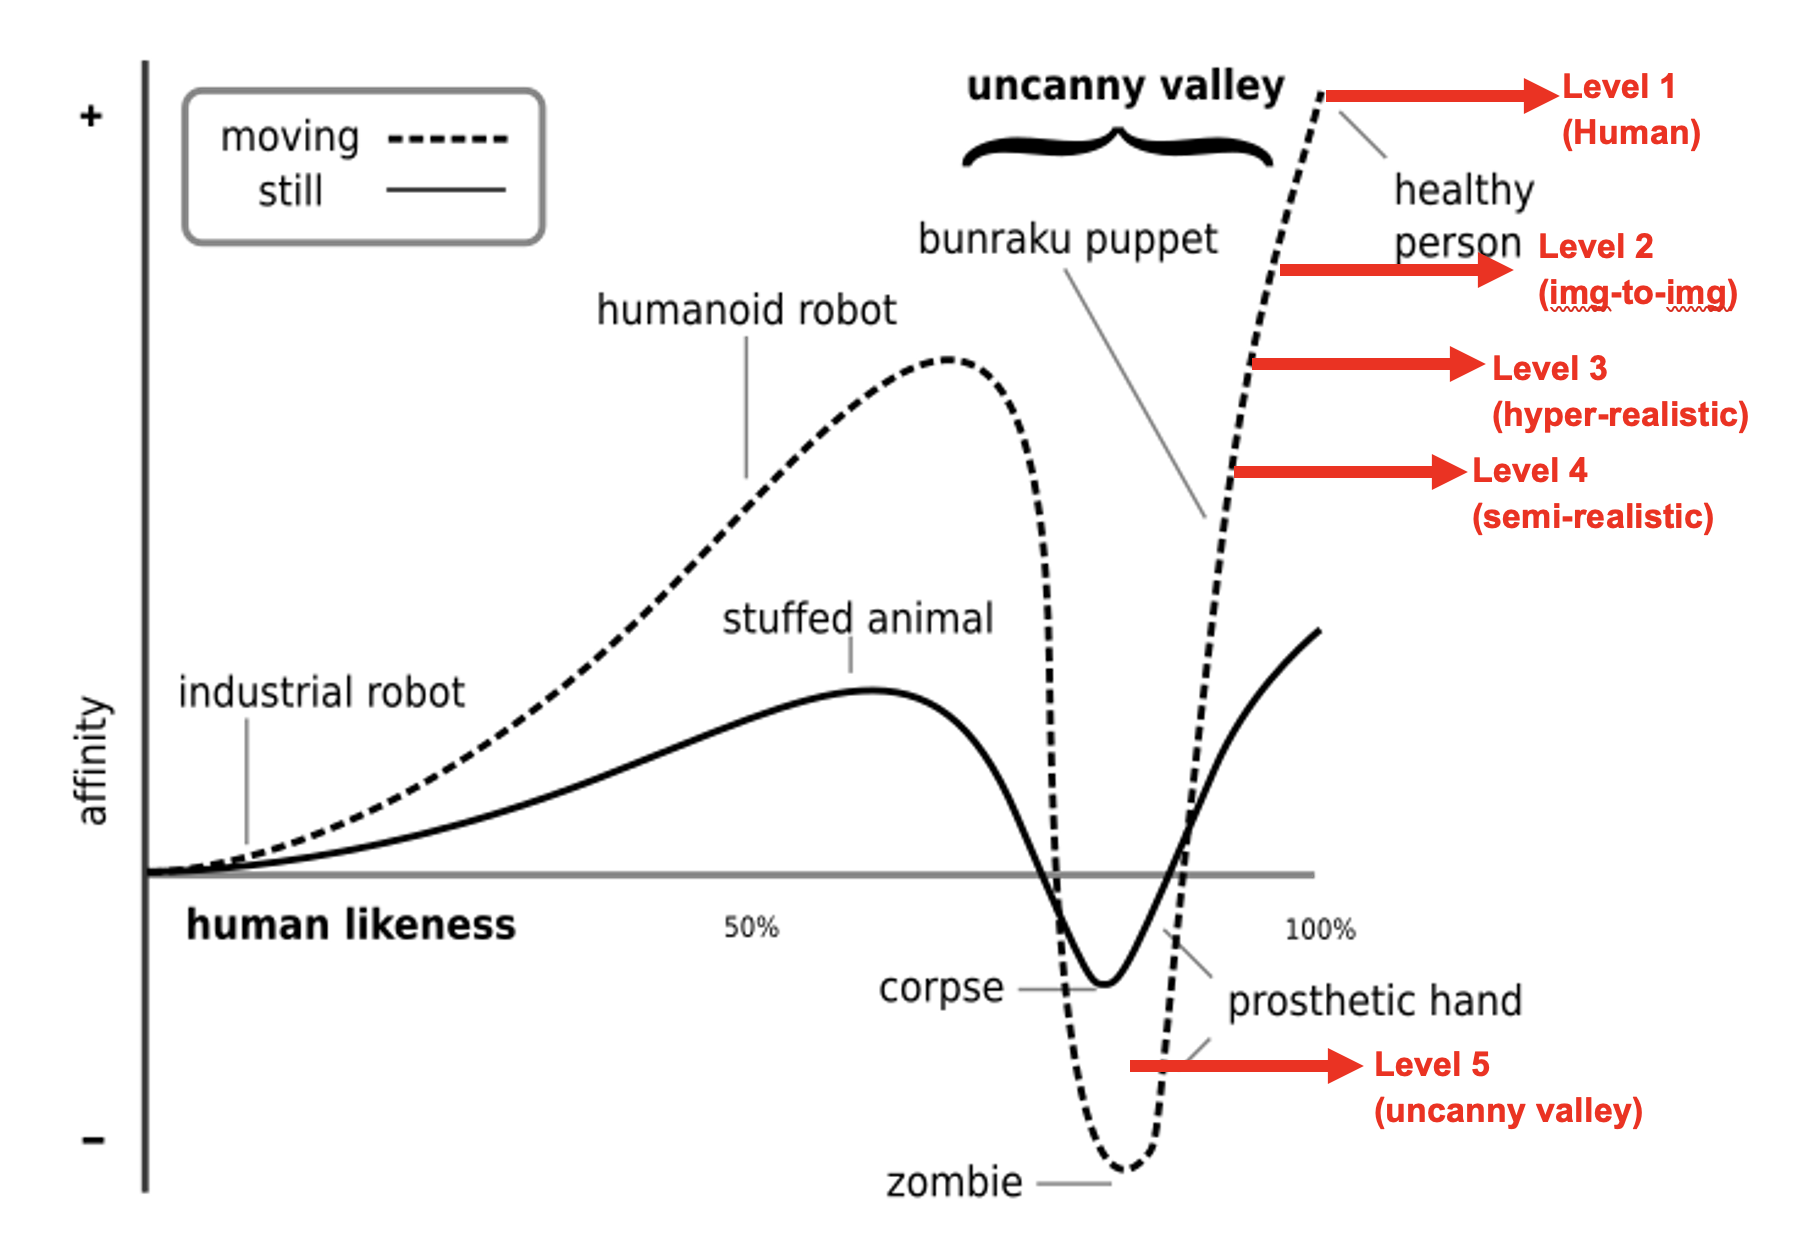 uncanny valley
Level 1
(Human)
+
moving
still
healthy
person
bunraku puppet
Level 2
(img-to-img)
humanoid robot
Level 3
(hyper-realistic)
Level 4
(semi-realistic)
stuffed animal
industrial robot
affinity
human likeness
50%
100%
corpse
prosthetic hand
Level 5
(uncanny valley)
−
zombie